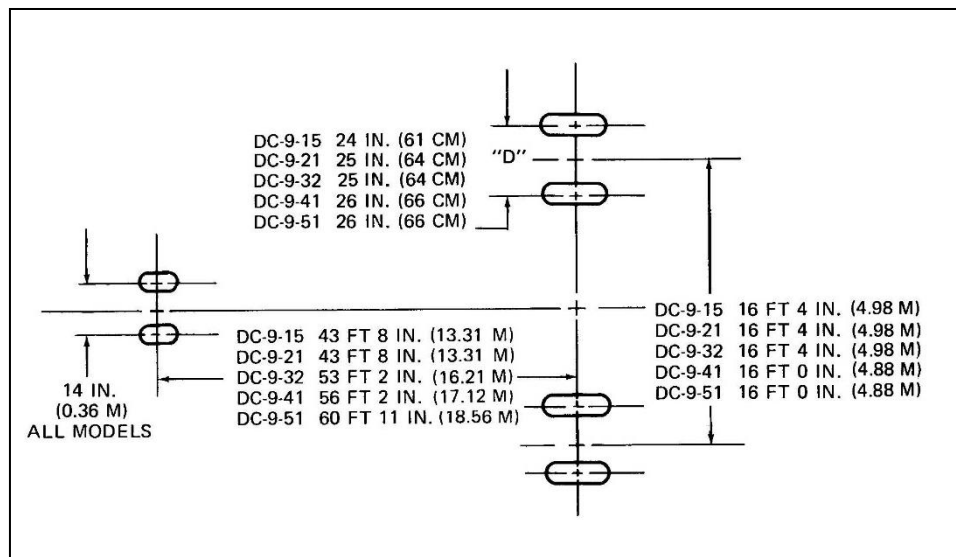 DC-9-15 24 IN. (61 CM)
DC-9-21 25 IN. (64 CM)
DC-9-32 25 IN. (64 CM)
DC-9-41 26 IN. (66 CM)
DC-9-51 26 IN. (66 CM)
"D"
DC-9-15 43 FT 8 IN. (13.31 M)
DC-9-21 43 FT 8 IN. (13.31 M)
DC-9-32 53 FT 2 IN. (16.21 M)
DC-9-41 56 FT 2 IN. (17.12 M)
DC-9-51 60 FT 11 IN. (18.56 M)
DC-9-15 16 FT 4 IN. (4.98 M)
DC-9-21 16 FT 4 IN. (4.98 M)
DC-9-32 16 FT 4 IN. (4.98 M)
DC-9-41 16 FT 0 IN. (4.88 M)
DC-9-51 16 FT 0 IN. (4.88 M)
14 IN.
(0.36 M)
ALL MODELS